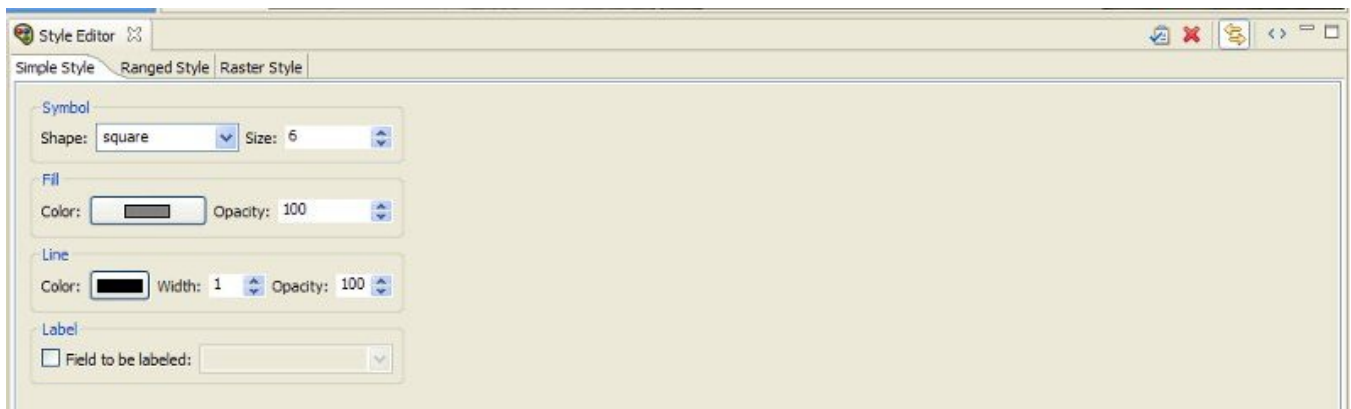 Style Editor
Simple Style Ranged Style Raster Style
Symbol
Shape: square Size: 6
Fill
Color: Opacity: 100
Line
Color: Width: 1 Opacity: 100
Label
Field to be labeled: